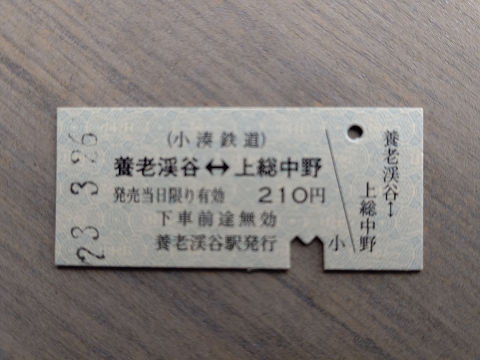 23 3.26
(小湊鉄道)
養老渓谷↔上総中野
発売当日限り有効 210円
下車前途無効
養老渓谷駅発行
小
養老渓谷↔
上総中野